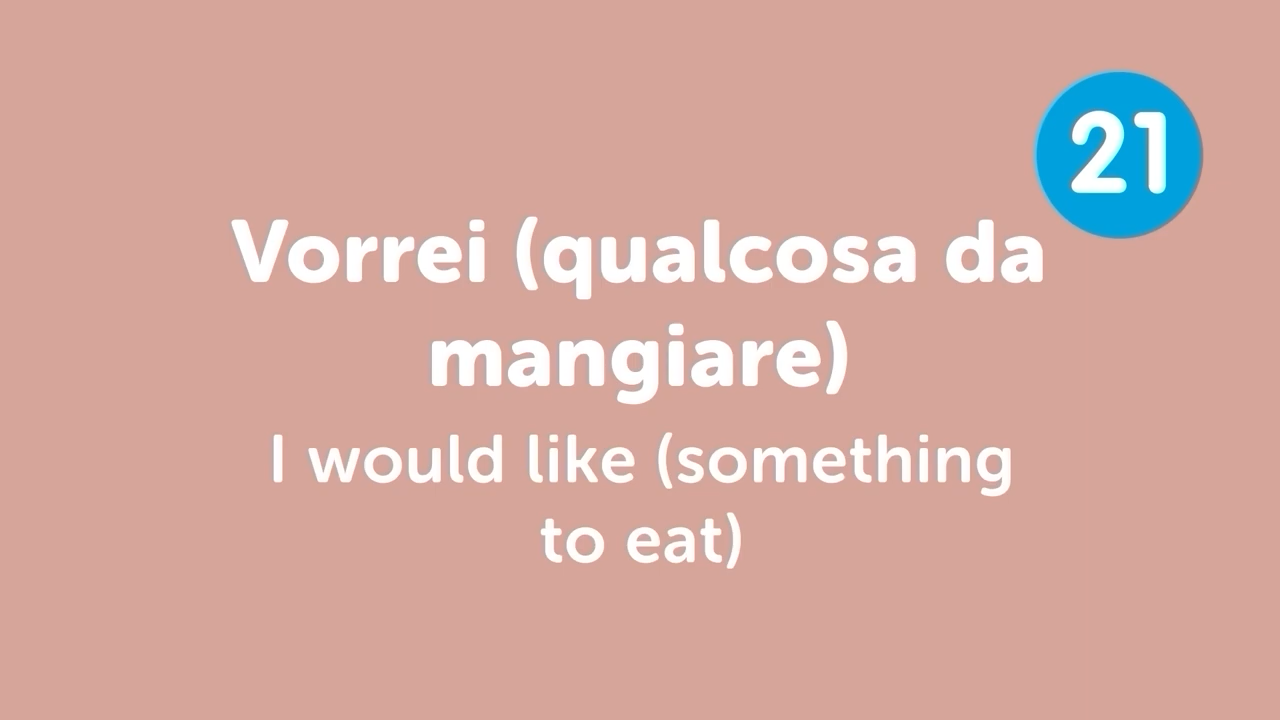 21
Vorrei (qualcosa da
mangiare)
I would like (something
to eat)